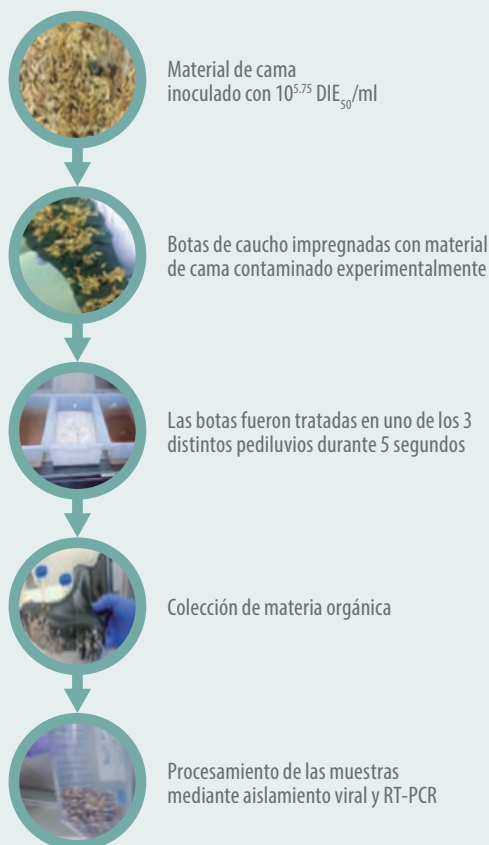 Material de cama
inoculado con 10^5.75 DIE_50/ml
Botas de caucho impregnadas con material
de cama contaminado experimentalmente
Las botas fueron tratadas en uno de los 3
distintos pediluvios durante 5 segundos
Colección de materia orgánica
Procesamiento de las muestras
mediante aislamiento viral y RT-PCR